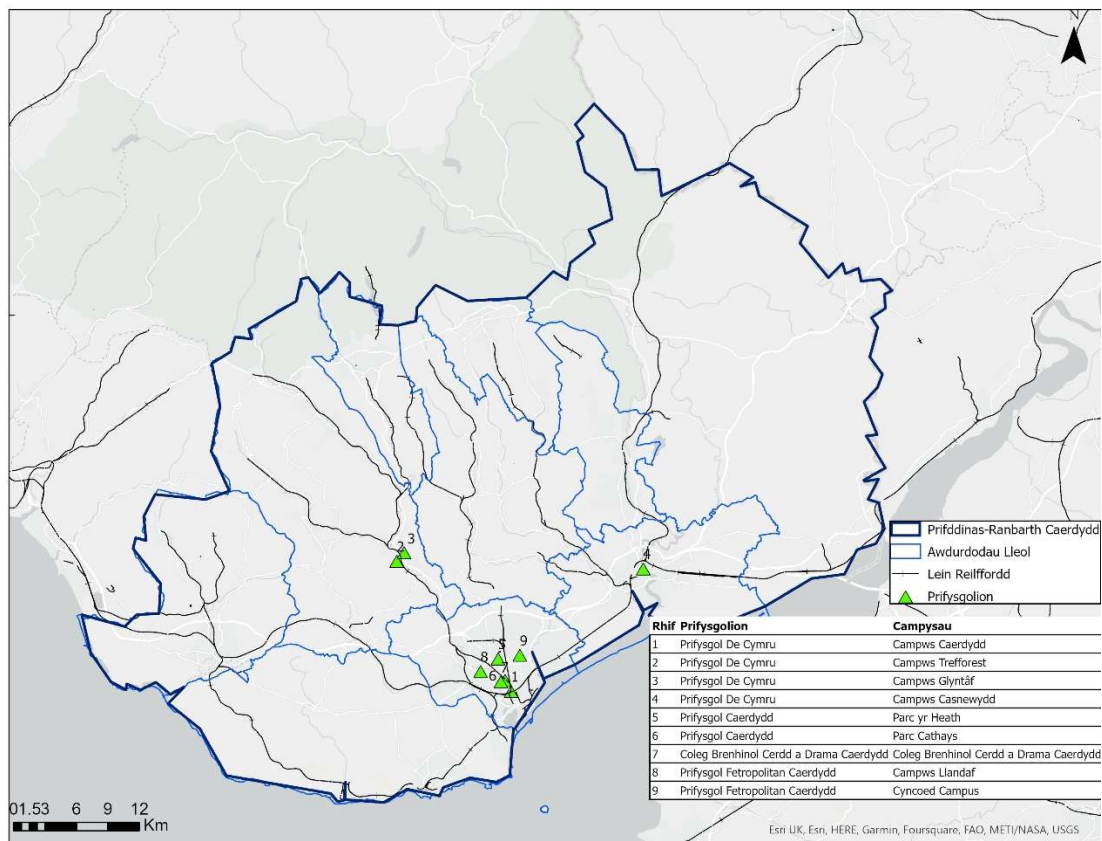 N
3
2
4
5
9
8
7
6
1
Prifddinas-Ranbarth Caerdydd
Awdurdodau Lleol
Lein Reilffordd
Prifysgolion
Rhif Prifysgolion Campysau
1 Prifysgol De Cymru Campws Caerdydd
2 Prifysgol De Cymru Campws Trefforest
3 Prifysgol De Cymru Campws Glyntâf
4 Prifysgol De Cymru Campws Casnewydd
5 Prifysgol Caerdydd Parc yr Heath
6 Prifysgol Caerdydd Parc Cathays
7 Coleg Brenhinol Cerdd a Drama Caerdydd Coleg Brenhinol Cerdd a Drama Caerdydd
8 Prifysgol Fetropolitan Caerdydd Campws Llandaf
9 Prifysgol Fetropolitan Caerdydd Cyncoed Campus
01.53 6 9 12
Km
Esri UK, Esri, HERE, Garmin, Foursquare, FAO, METI/NASA, USGS